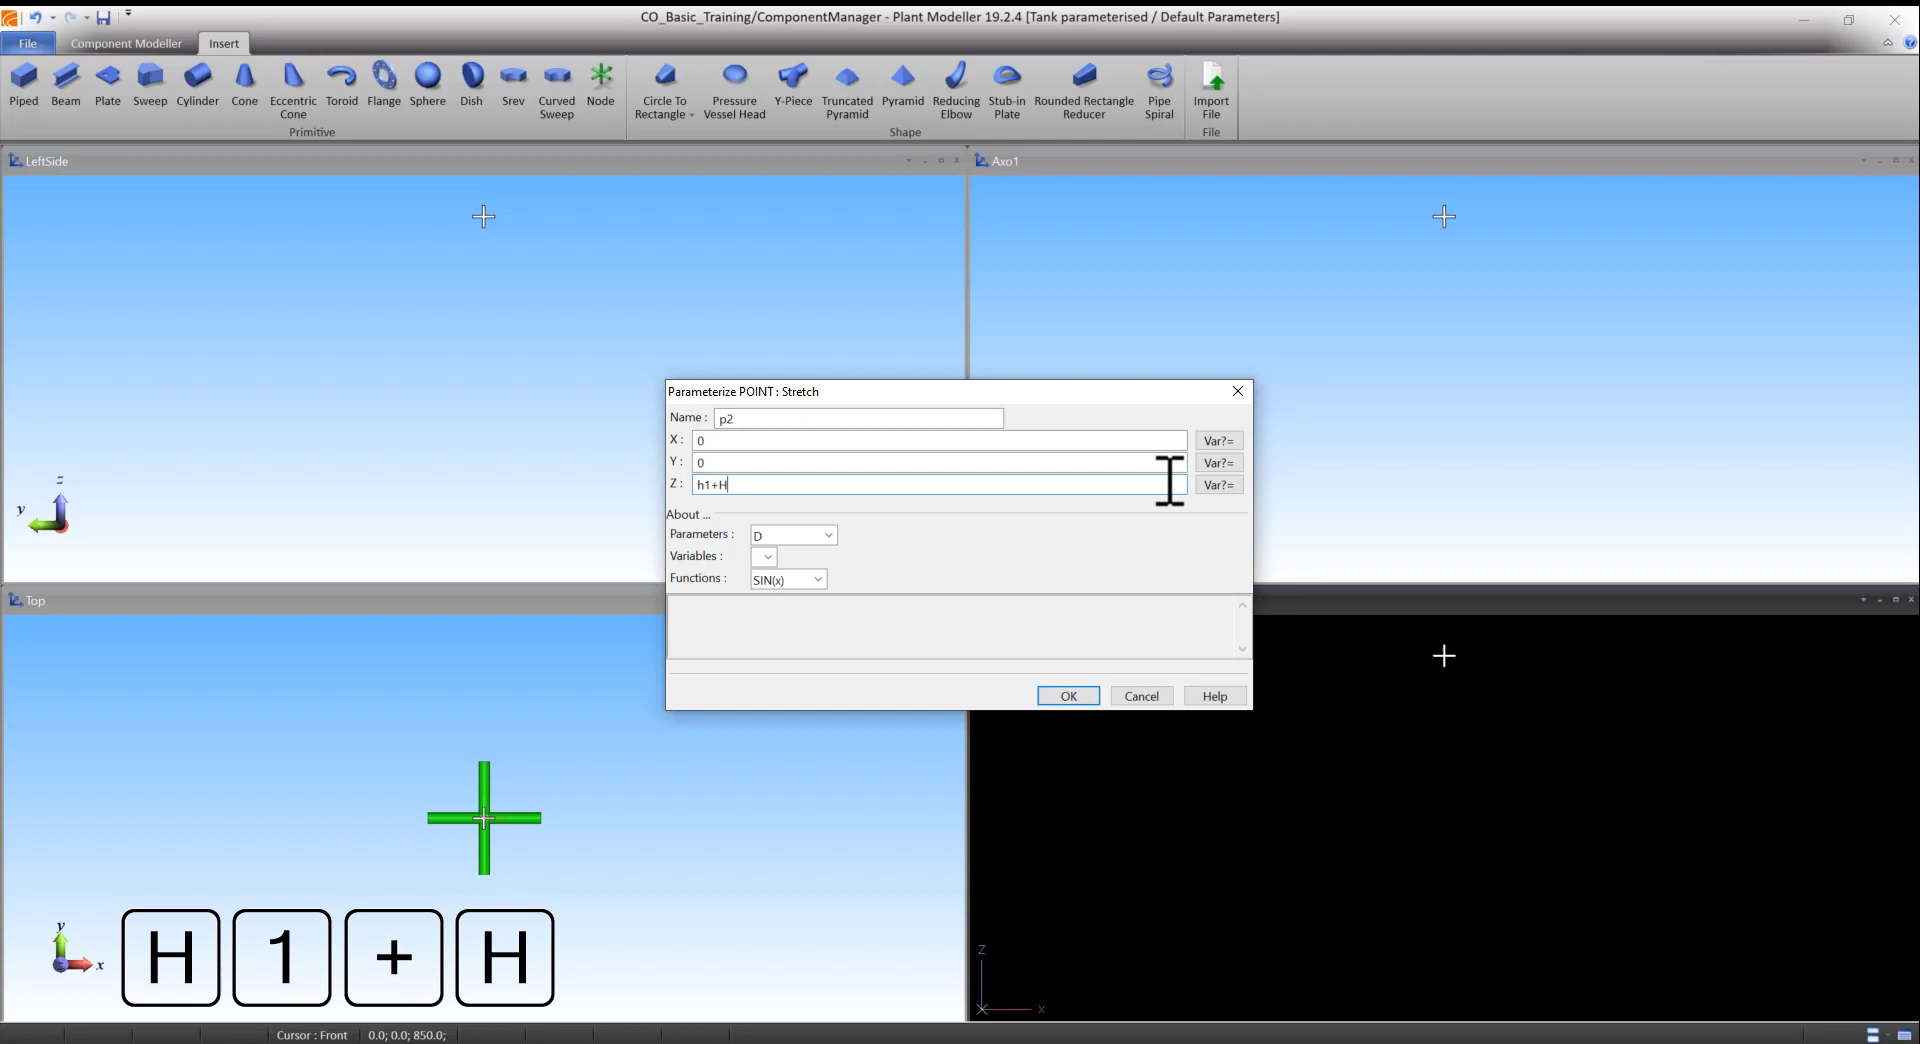 CO_Basic_Training/ComponentManager - Plant Modeller 19.2.4 [Tank parameterised / Default Parameters]
File Component Modeller Insert
Piped Beam Plate Sweep Cylinder Cone Eccentric Cone Toroid Flange Sphere Dish Srev Curved Sweep Node Circle To Rectangle Pressure Vessel Head Y-Piece Truncated Pyramid Pyramid Reducing Elbow Stub-in Plate Rounded Rectangle Reducer Pipe Spiral Import File
Primitive Shape File
LeftSide Axo1
z
y
Parameterize POINT : Stretch
Name : p2
X : 0 Var?=
Y : 0 Var?=
Z : h1+H Var?=
About ...
Parameters : D
Variables :
Functions : SIN(x)
OK Cancel Help
Top
y
x
H 1 + H
Z
X
Cursor : Front 0.0; 0.0; 850.0;